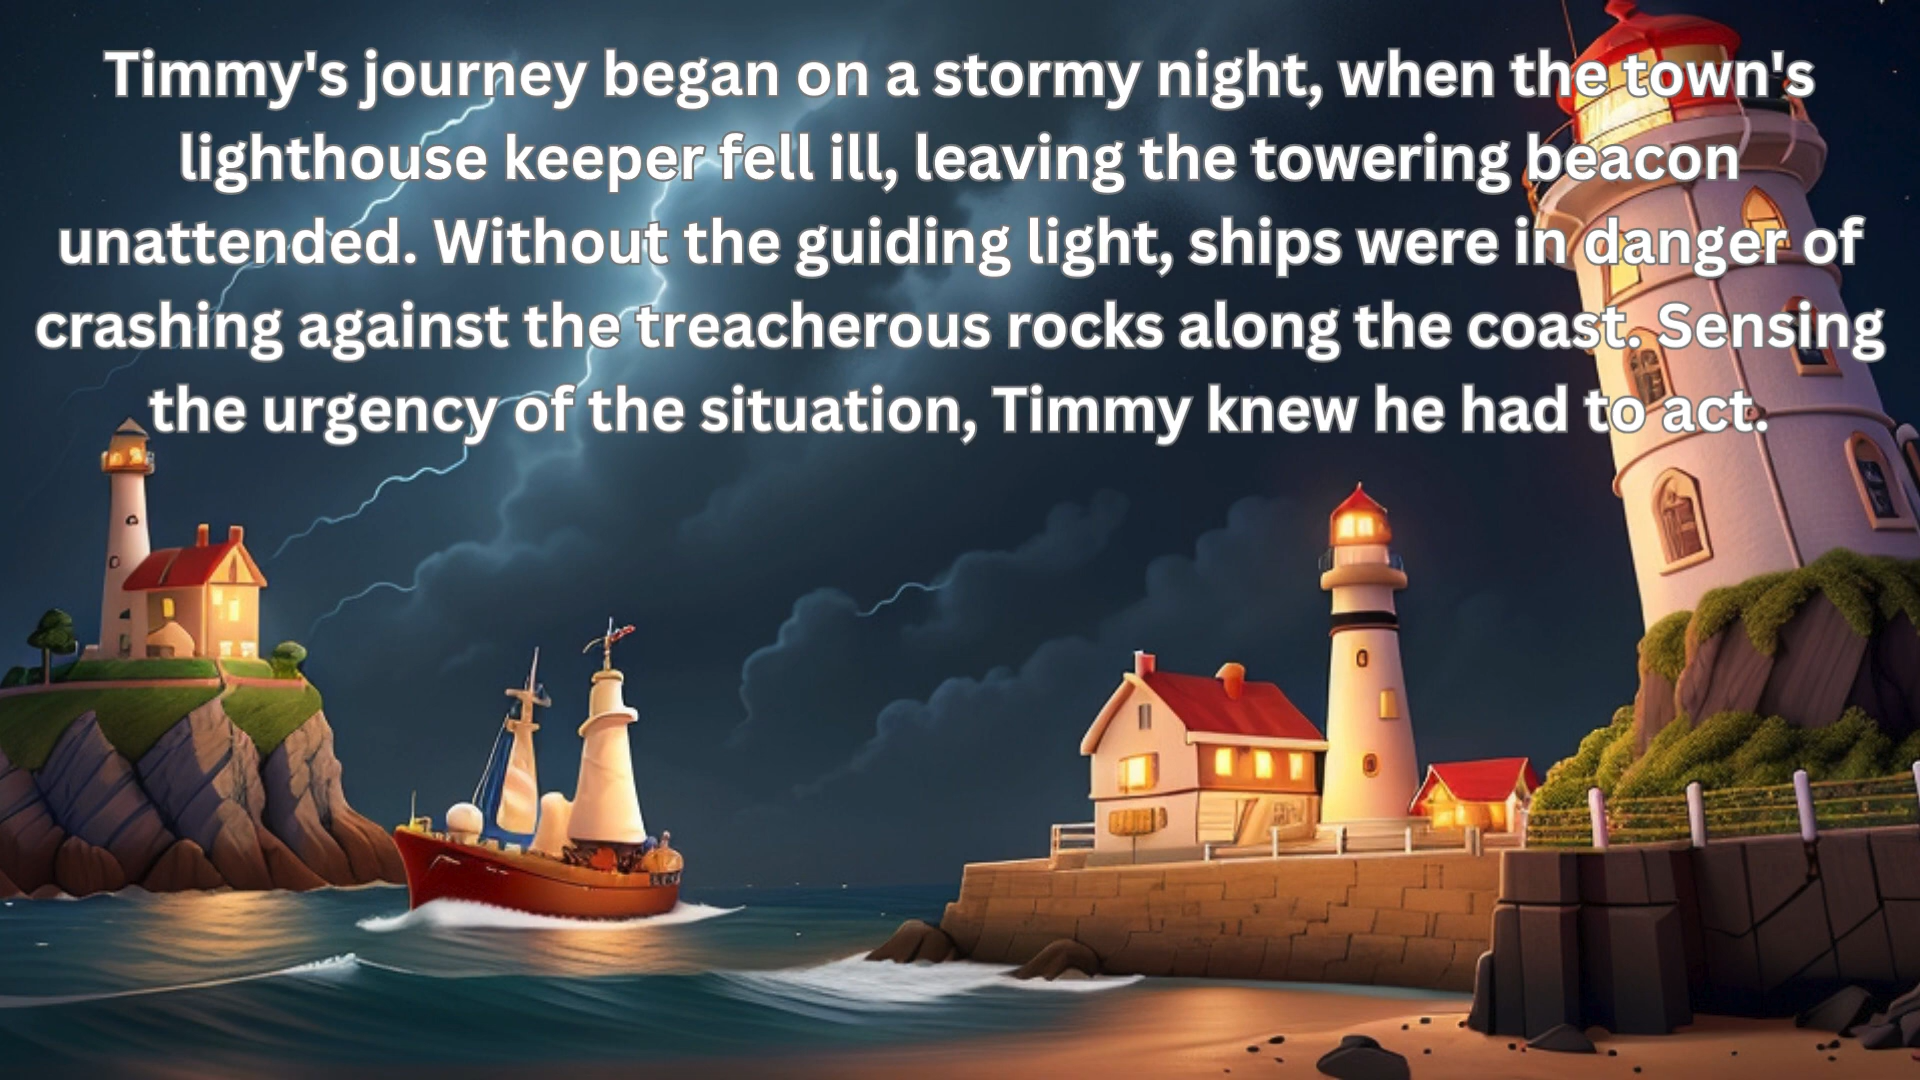 Timmy's journey began on a stormy night, when the town's
lighthouse keeper fell ill, leaving the towering beacon
unattended. Without the guiding light, ships were in danger of
crashing against the treacherous rocks along the coast. Sensing
the urgency of the situation, Timmy knew he had to act.